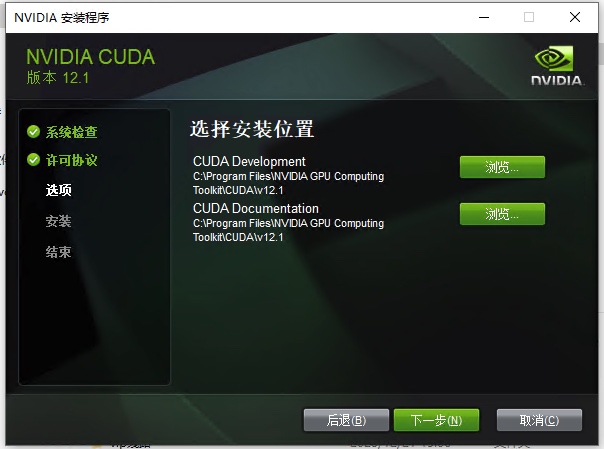 NVIDIA 安装程序
NVIDIA CUDA
版本 12.1
NVIDIA.
系统检查
许可协议
选项
安装
结束
选择安装位置
CUDA Development
C:\Program Files\NVIDIA GPU Computing
Toolkit\CUDA\v12.1
浏览...
CUDA Documentation
C:\Program Files\NVIDIA GPU Computing
Toolkit\CUDA\v12.1
浏览...
后退(B)
下一步(N)
取消(C)